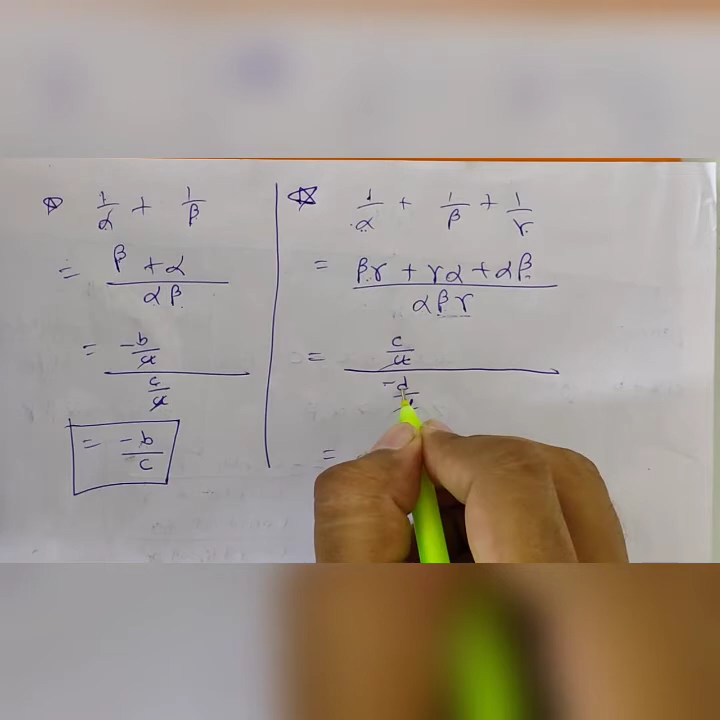 ☆ 1/α + 1/β
= β + α / αβ
= -b/a / c/a
= -b/c
☆ 1/α + 1/β + 1/γ
= βγ + γα + αβ / αβγ
= c/a / -d/a
=